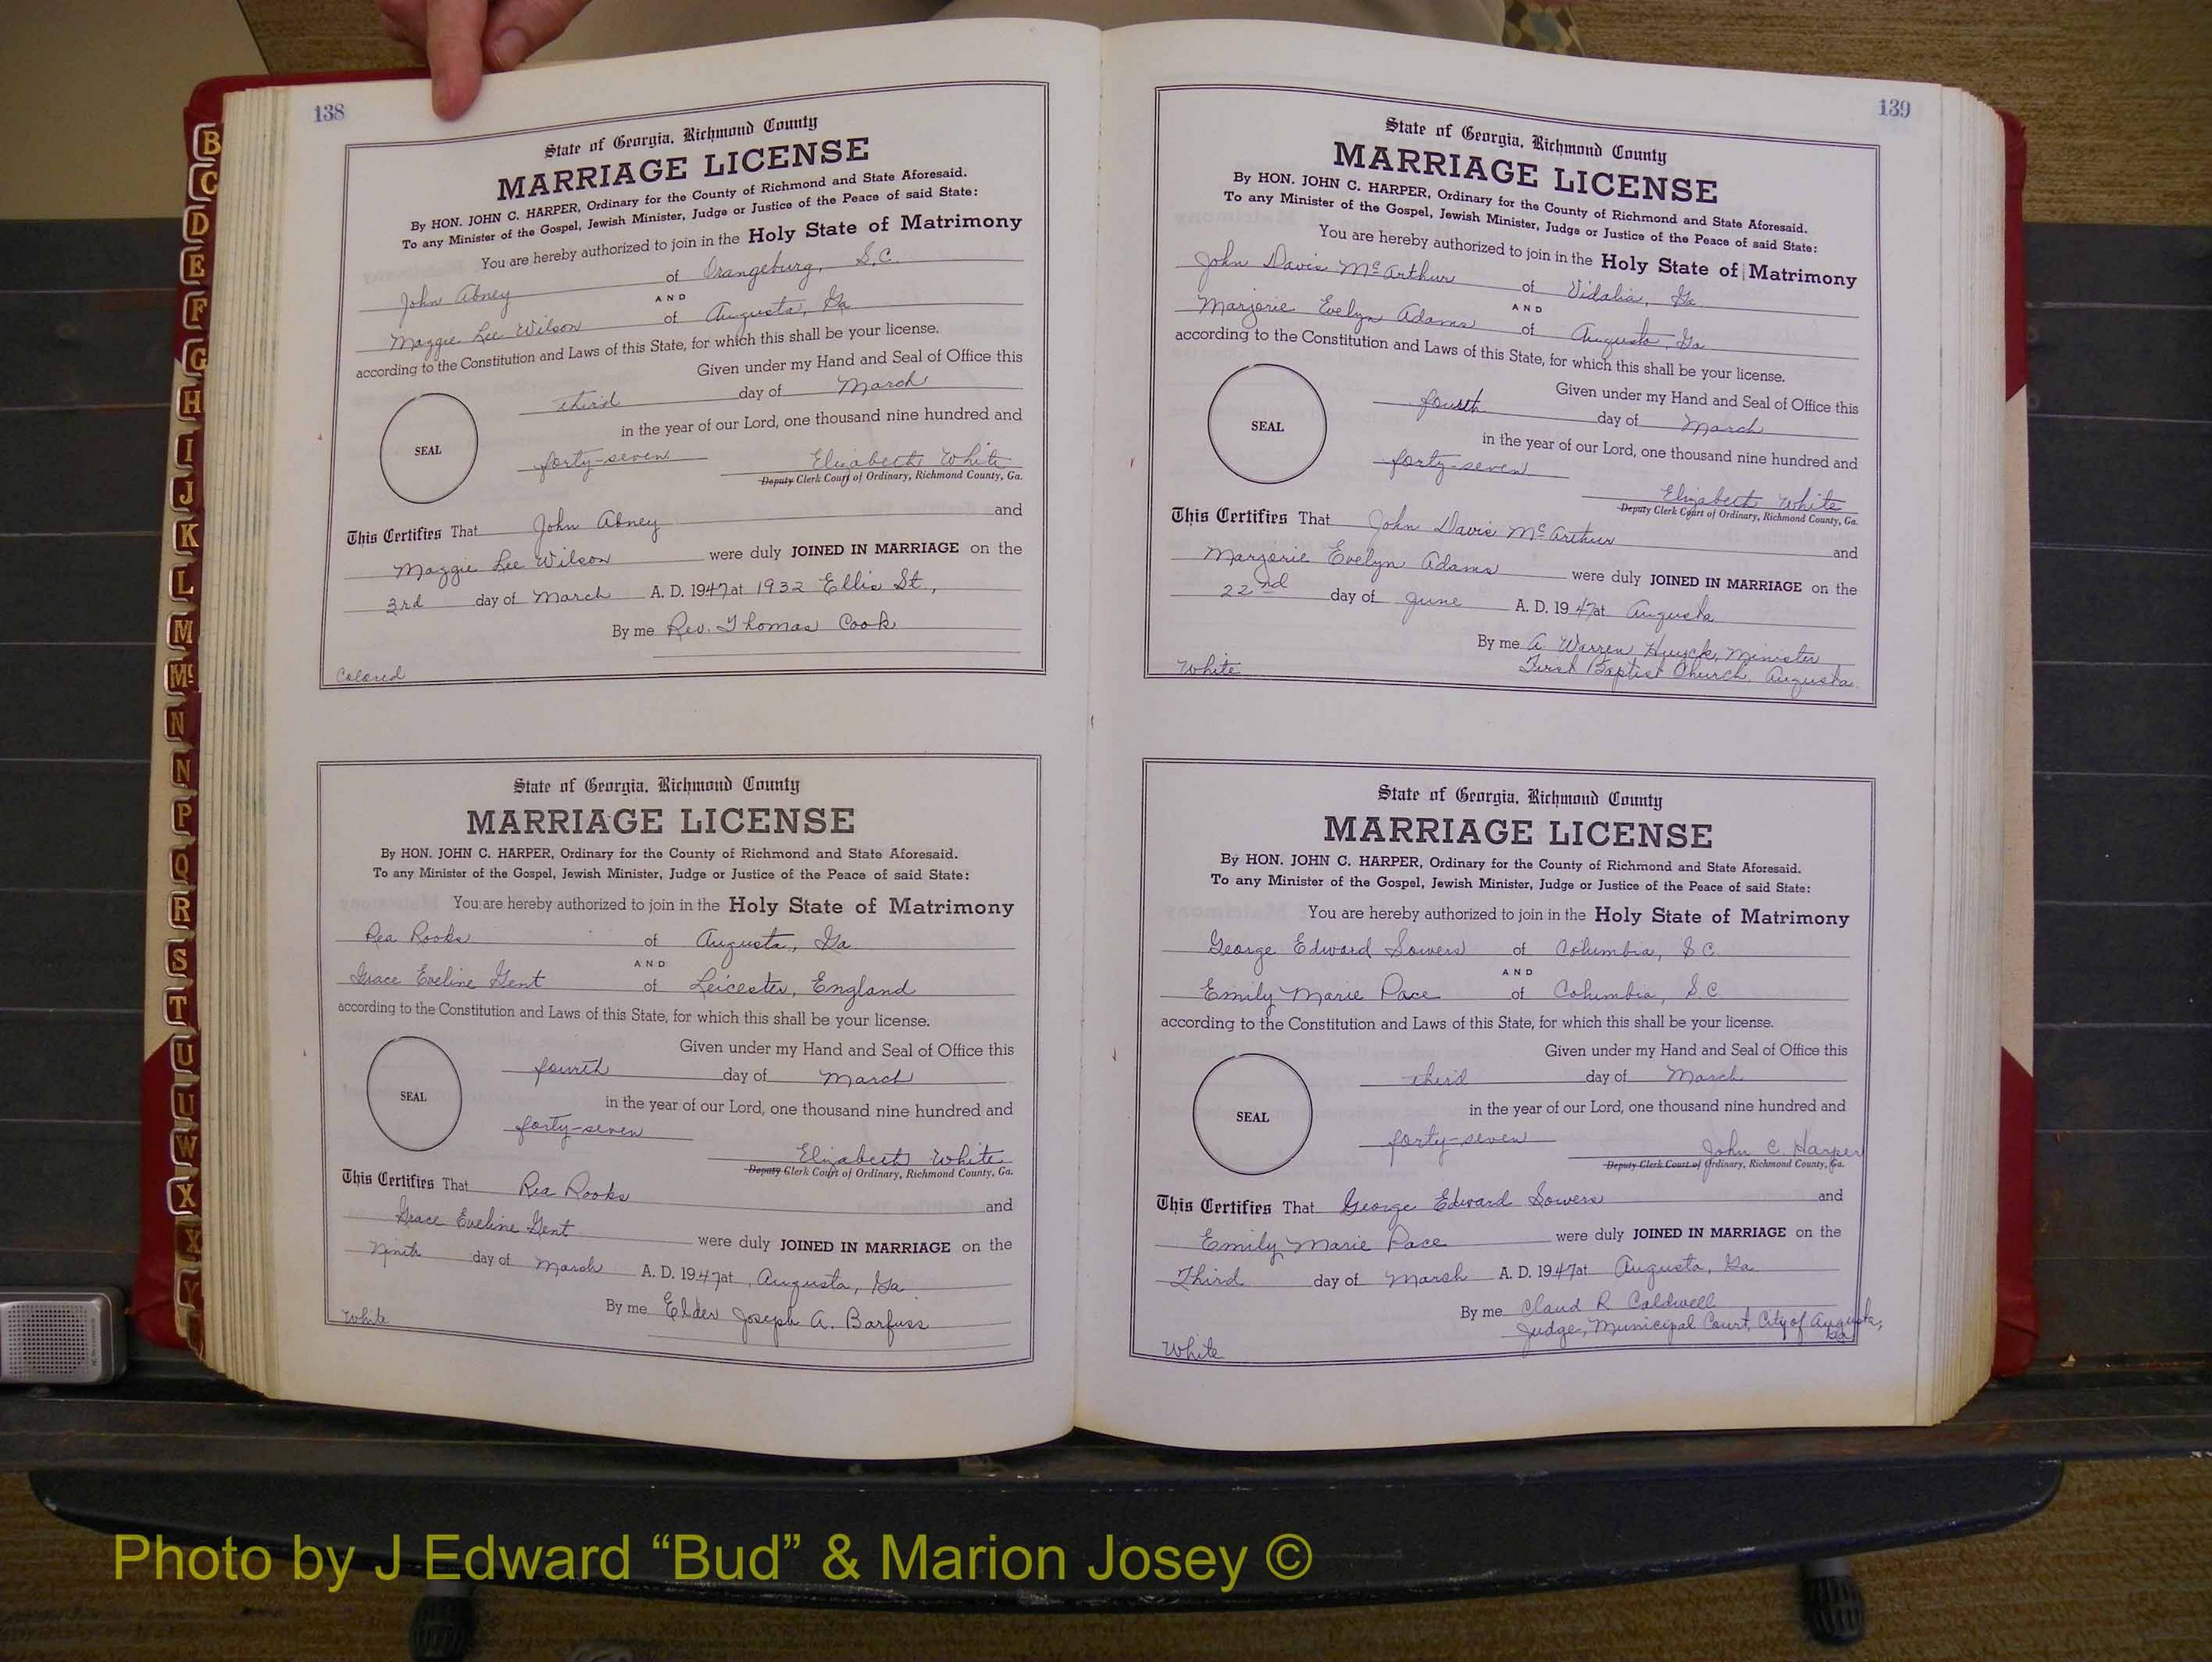 138
State of Georgia, Richmond County
MARRIAGE LICENSE
By HON. JOHN C. HARPER, Ordinary for the County of Richmond and State Aforesaid.
To any Minister of the Gospel, Jewish Minister, Judge or Justice of the Peace of said State:
You are hereby authorized to join in the Holy State of Matrimony
John Abney of Orangeburg, S.C.
AND
Maggie Lee Wilson of Augusta, Ga
according to the Constitution and Laws of this State, for which this shall be your license.
Given under my Hand and Seal of Office this
third day of March
in the year of our Lord, one thousand nine hundred and
SEAL
forty-seven Elizabeth White
Deputy Clerk Court of Ordinary, Richmond County, Ga.
This Certifies That John Abney and
Maggie Lee Wilson were duly JOINED IN MARRIAGE on the
3rd day of March A. D. 1947 at 1932 Ellis St.,
By me Rev. Thomas Cook
Colored
State of Georgia, Richmond County
MARRIAGE LICENSE
By HON. JOHN C. HARPER, Ordinary for the County of Richmond and State Aforesaid.
To any Minister of the Gospel, Jewish Minister, Judge or Justice of the Peace of said State:
You are hereby authorized to join in the Holy State of Matrimony
Rea Rooks of Augusta, Ga
AND
Grace Eveline Gent of Leicester, England
according to the Constitution and Laws of this State, for which this shall be your license.
Given under my Hand and Seal of Office this
fourth day of March
SEAL
in the year of our Lord, one thousand nine hundred and
forty-seven Elizabeth White
Deputy Clerk Court of Ordinary, Richmond County, Ga.
This Certifies That Rea Rooks and
Grace Eveline Gent were duly JOINED IN MARRIAGE on the
Ninth day of March A. D. 1947 at Augusta, Ga.
By me Elder Joseph A. Barfuss
White
139
State of Georgia, Richmond County
MARRIAGE LICENSE
By HON. JOHN C. HARPER, Ordinary for the County of Richmond and State Aforesaid.
To any Minister of the Gospel, Jewish Minister, Judge or Justice of the Peace of said State:
You are hereby authorized to join in the Holy State of Matrimony
John Davis McArthur of Vidalia, Ga
AND
Marjorie Evelyn Adams of Augusta, Ga
according to the Constitution and Laws of this State, for which this shall be your license.
Given under my Hand and Seal of Office this
fourth day of March
SEAL
in the year of our Lord, one thousand nine hundred and
forty-seven Elizabeth White
Deputy Clerk Court of Ordinary, Richmond County, Ga.
This Certifies That John Davis McArthur and
Marjorie Evelyn Adams were duly JOINED IN MARRIAGE on the
22nd day of June A. D. 1947 at Augusta
By me A. Warren Huyck, Minister
First Baptist Church, Augusta
White
State of Georgia, Richmond County
MARRIAGE LICENSE
By HON. JOHN C. HARPER, Ordinary for the County of Richmond and State Aforesaid.
To any Minister of the Gospel, Jewish Minister, Judge or Justice of the Peace of said State:
You are hereby authorized to join in the Holy State of Matrimony
George Edward Sowers of Columbia, S.C
AND
Emily Marie Pace of Columbia, S.C
according to the Constitution and Laws of this State, for which this shall be your license.
Given under my Hand and Seal of Office this
third day of March
SEAL
in the year of our Lord, one thousand nine hundred and
forty-seven John C. Harper
Deputy Clerk Court of Ordinary, Richmond County, Ga.
This Certifies That George Edward Sowers and
Emily Marie Pace were duly JOINED IN MARRIAGE on the
Third day of March A. D. 1947 at Augusta, Ga
By me Claud R. Caldwell
Judge, Municipal Court, City of Augusta,
Ga
White
B
C
D
E
F
G
H
I
J
K
L
M
Mc
N
N
P
Q
R
S
T
U
U
W
X
X
Y
Photo by J Edward “Bud” & Marion Josey ©